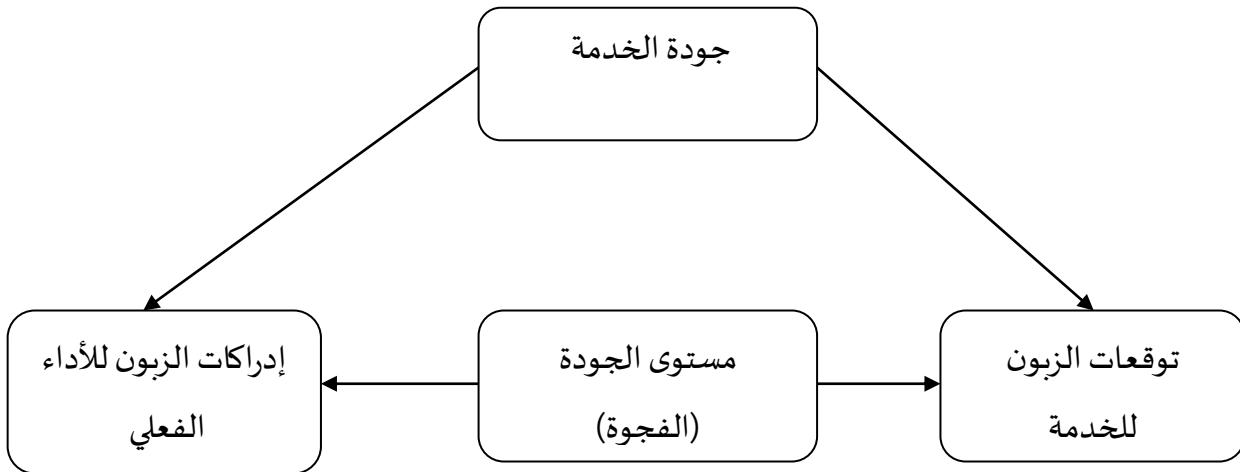 جودة الخدمة
توقعات الزبون
للخدمة
مستوى الجودة
(الفجوة)
إدراكات الزبون للأداء
الفعلي